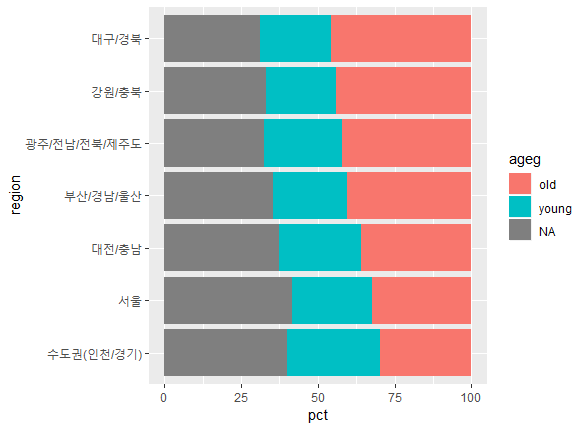 대구/경북
강원/충북
광주/전남/전북/제주도
부산/경남/울산
대전/충남
서울
수도권(인천/경기)
region
0
25
50
75
100
pct
ageg
old
young
NA